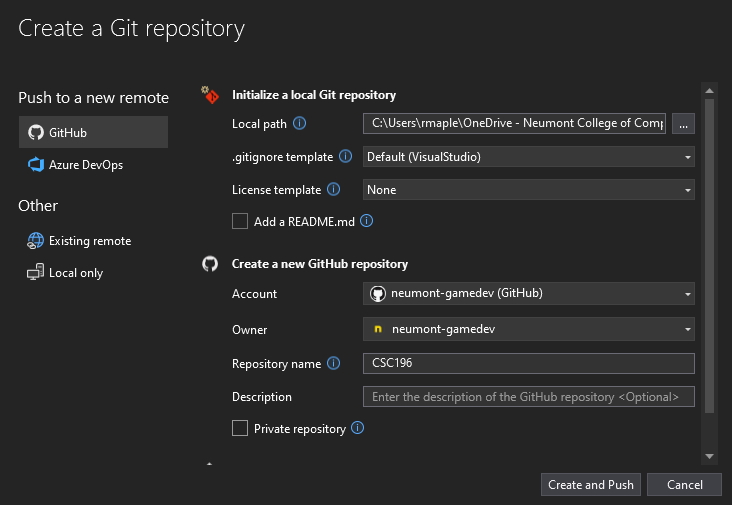 Create a Git repository
Push to a new remote
GitHub
Azure DevOps
Other
Existing remote
Local only
Initialize a local Git repository
Local path C:\Users\rmaple\OneDrive - Neumont College of Comp ...
.gitignore template Default (VisualStudio)
License template None
Add a README.md
Create a new GitHub repository
Account neumont-gamedev (GitHub)
Owner n neumont-gamedev
Repository name CSC196
Description Enter the description of the GitHub repository <Optional>
Private repository
Create and Push Cancel